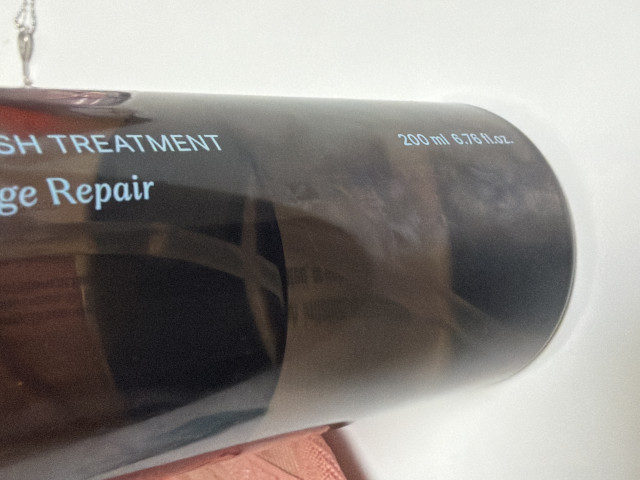 SH TREATMENT
ge Repair
200 ml 6.76 fl.oz.